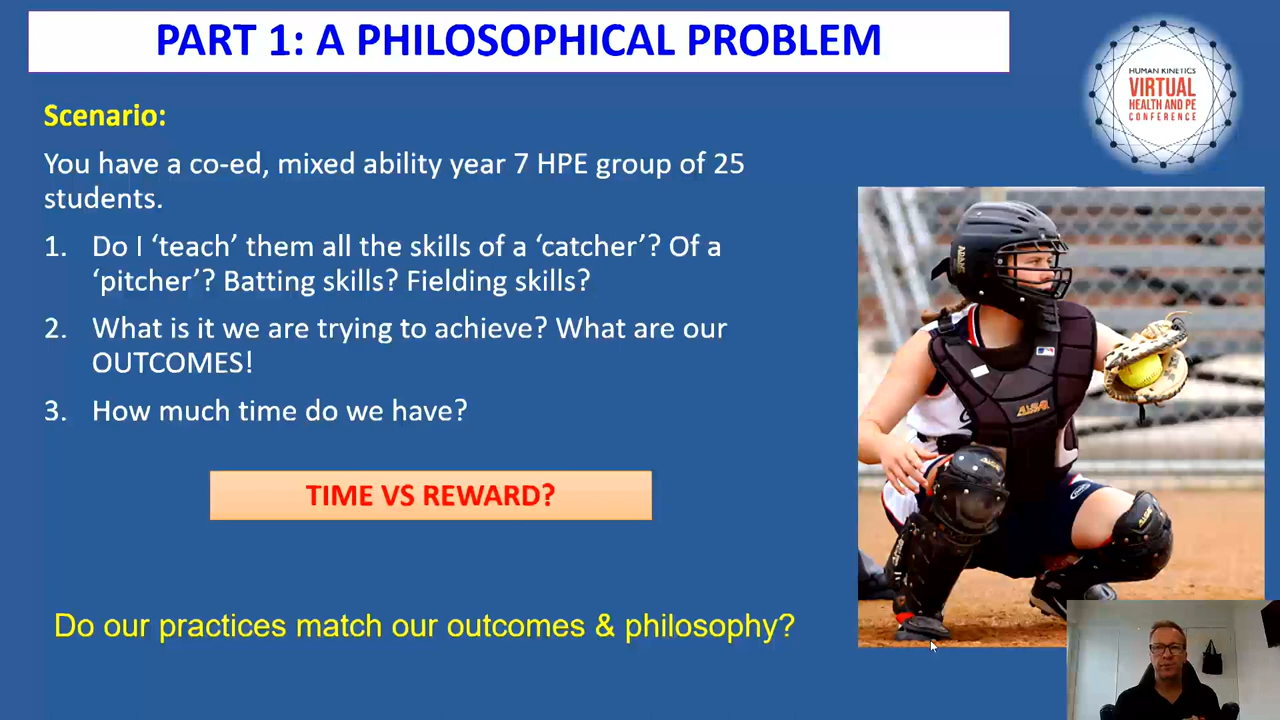 PART 1: A PHILOSOPHICAL PROBLEM
HUMAN KINETICS
VIRTUAL
HEALTH AND PE
CONFERENCE
Scenario:
You have a co-ed, mixed ability year 7 HPE group of 25
students.
1. Do I ‘teach’ them all the skills of a ‘catcher’? Of a
‘pitcher’? Batting skills? Fielding skills?
2. What is it we are trying to achieve? What are our
OUTCOMES!
3. How much time do we have?
TIME VS REWARD?
Do our practices match our outcomes & philosophy?